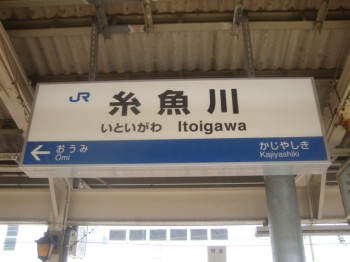 JR
糸魚川
いといがわ Itoigawa
← おうみ かじやしき
Ōmi Kajiyashiki